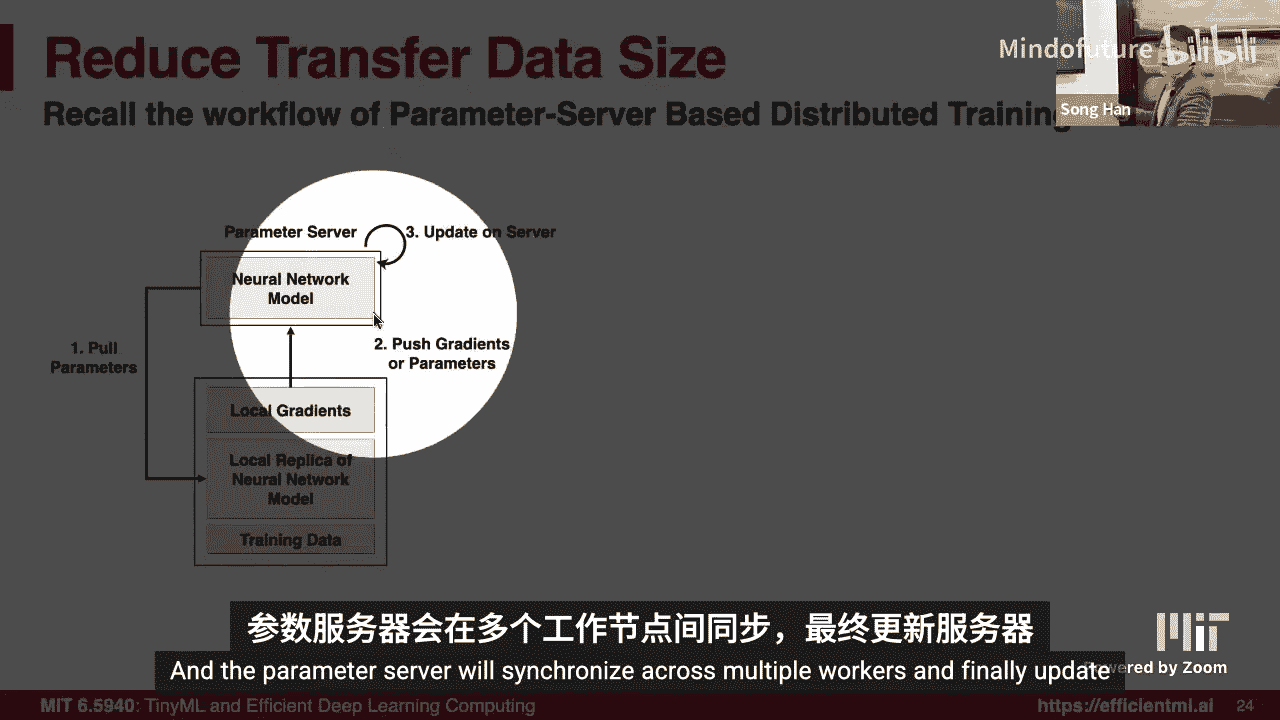 Reduce Transfer Data Size
Mindofuture bilibili
Recall the workflow of Parameter-Server Based Distributed Training
Song Han
Parameter Server
3. Update on Server
Neural Network
Model
1. Pull
Parameters
2. Push Gradients
or Parameters
Local Gradients
Local Replica of
Neural Network
Model
Training Data
参数服务器会在多个工作节点间同步，最终更新服务器
And the parameter server will synchronize across multiple workers and finally update
MIT
Powered by Zoom
MIT 6.5940: TinyML and Efficient Deep Learning Computing
https://efficientml.ai
24